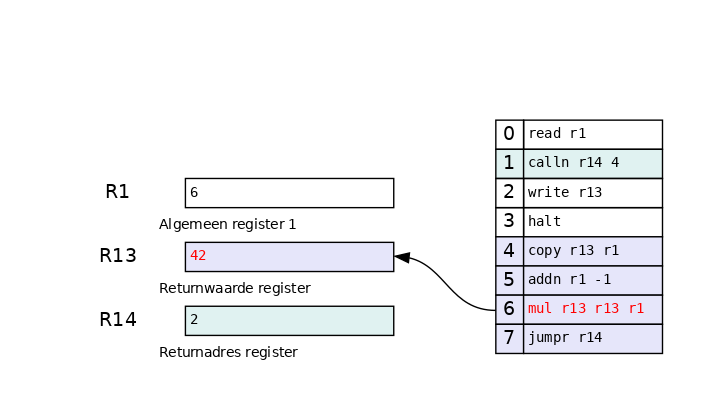 R1
6
Algemeen register 1
R13
42
Returnwaarde register
R14
2
Returnadres register
0 read r1
1 calln r14 4
2 write r13
3 halt
4 copy r13 r1
5 addn r1 -1
6 mul r13 r13 r1
7 jumpr r14